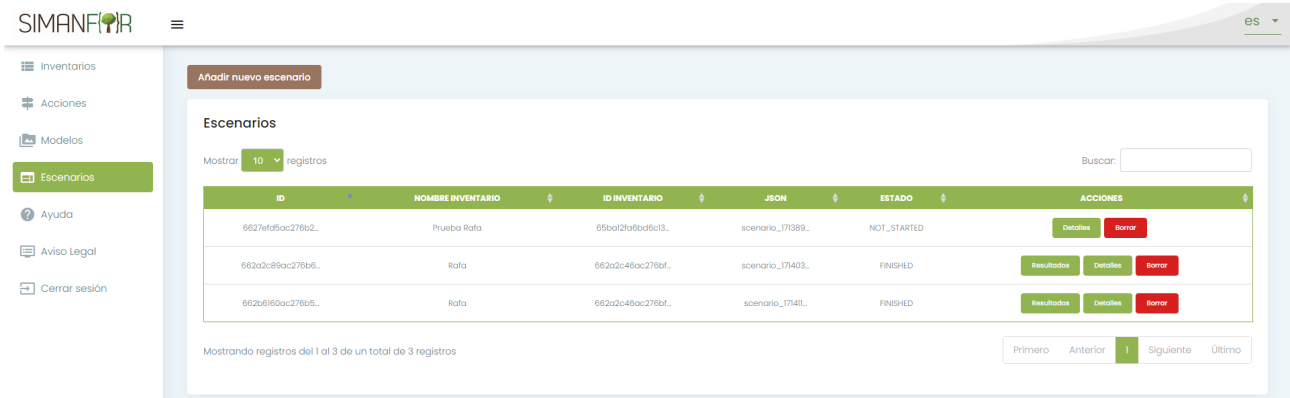 SIMANFOR
es
Inventarios
Acciones
Modelos
Escenarios
Ayuda
Aviso Legal
Cerrar sesión
Añadir nuevo escenario
Escenarios
Mostrar 10 registros
Buscar:
ID NOMBRE INVENTARIO ID INVENTARIO JSON ESTADO ACCIONES
6627efd5ac276b2... Prueba Rafa 65ba12fa6bd6c13... scenario_171389... NOT_STARTED Detalles Borrar
662a2c89ac276b6... Rafa 662a2c46ac276bf... scenario_171403... FINISHED Resultados Detalles Borrar
662b6160ac276b5... Rafa 662a2c46ac276bf... scenario_171411... FINISHED Resultados Detalles Borrar
Mostrando registros del 1 al 3 de un total de 3 registros
Primero Anterior 1 Siguiente Último